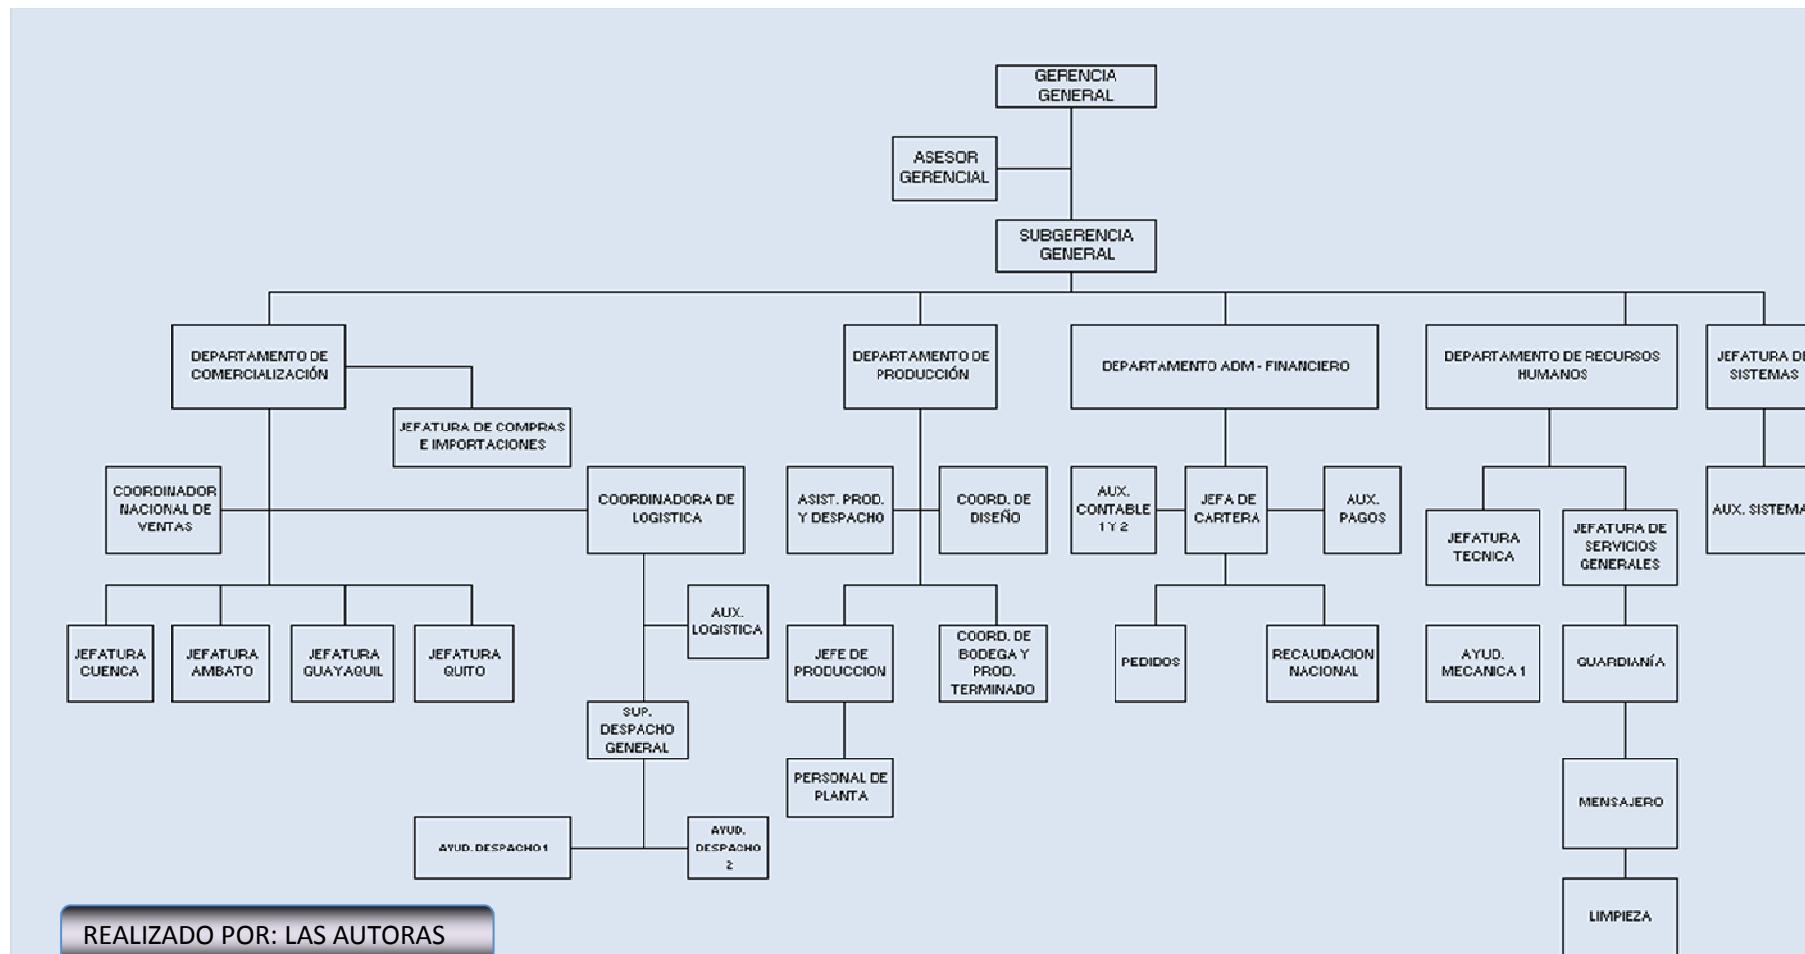 GERENCIA
GENERAL
ASESOR
GERENCIAL
SUBGERENCIA
GENERAL
DEPARTAMENTO DE
COMERCIALIZACIÓN
DEPARTAMENTO DE
PRODUCCIÓN
DEPARTAMENTO ADM - FINANCIERO
DEPARTAMENTO DE RECURSOS
HUMANOS
JEFATURA DE
SISTEMAS
JEFATURA DE COMPRAS
E IMPORTACIONES
COORDINADOR
NACIONAL DE
VENTAS
COORDINADORA DE
LOGISTICA
ASIST. PROD.
Y DESPACHO
COORD. DE
DISEÑO
AUX.
CONTABLE
1 Y 2
JEFA DE
CARTERA
AUX.
PAGOS
JEFATURA
TECNICA
JEFATURA DE
SERVICIOS
GENERALES
AUX. SISTEMA
AUX.
LOGISTICA
JEFATURA
CUENCA
JEFATURA
AMBATO
JEFATURA
GUAYAQUIL
JEFATURA
QUITO
JEFE DE
PRODUCCION
COORD. DE
BODEGA Y
PROD.
TERMINADO
PEDIDOS
RECAUDACION
NACIONAL
AYUD.
MECANICA 1
GUARDIANÍA
SUP.
DESPACHO
GENERAL
PERSONAL DE
PLANTA
MENSAJERO
AYUD. DESPACHO 1
AYUD.
DESPACHO
2
LIMPIEZA
REALIZADO POR: LAS AUTORAS